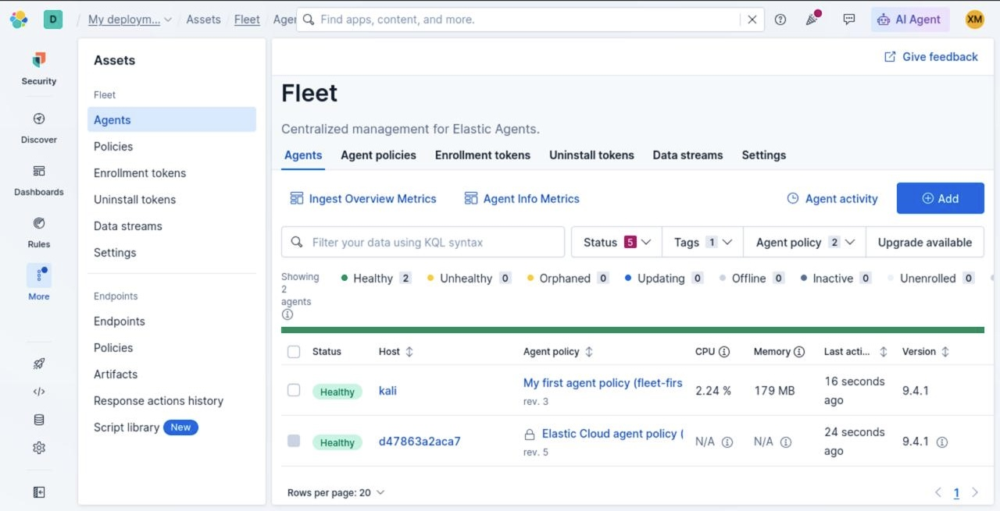 D / My deploym... / Assets / Fleet / Agen
Find apps, content, and more.
AI Agent
XM
Security
Discover
Dashboards
Rules
More
Assets
Fleet
Agents
Policies
Enrollment tokens
Uninstall tokens
Data streams
Settings
Endpoints
Endpoints
Policies
Artifacts
Response actions history
Script library New
Give feedback
Fleet
Centralized management for Elastic Agents.
Agents Agent policies Enrollment tokens Uninstall tokens Data streams Settings
Ingest Overview Metrics Agent Info Metrics Agent activity Add
Filter your data using KQL syntax Status 5 Tags 1 Agent policy 2 Upgrade available
Showing
2
agents
Healthy 2 Unhealthy 0 Orphaned 0 Updating 0 Offline 0 Inactive 0 Unenrolled 0
Status Host Agent policy CPU Memory Last acti... Version
Healthy kali My first agent policy (fleet-firs 2.24 % 179 MB 16 seconds 9.4.1
rev. 3 ago
Healthy d47863a2aca7 Elastic Cloud agent policy ( N/A N/A 24 seconds 9.4.1
rev. 5 ago
Rows per page: 20 1